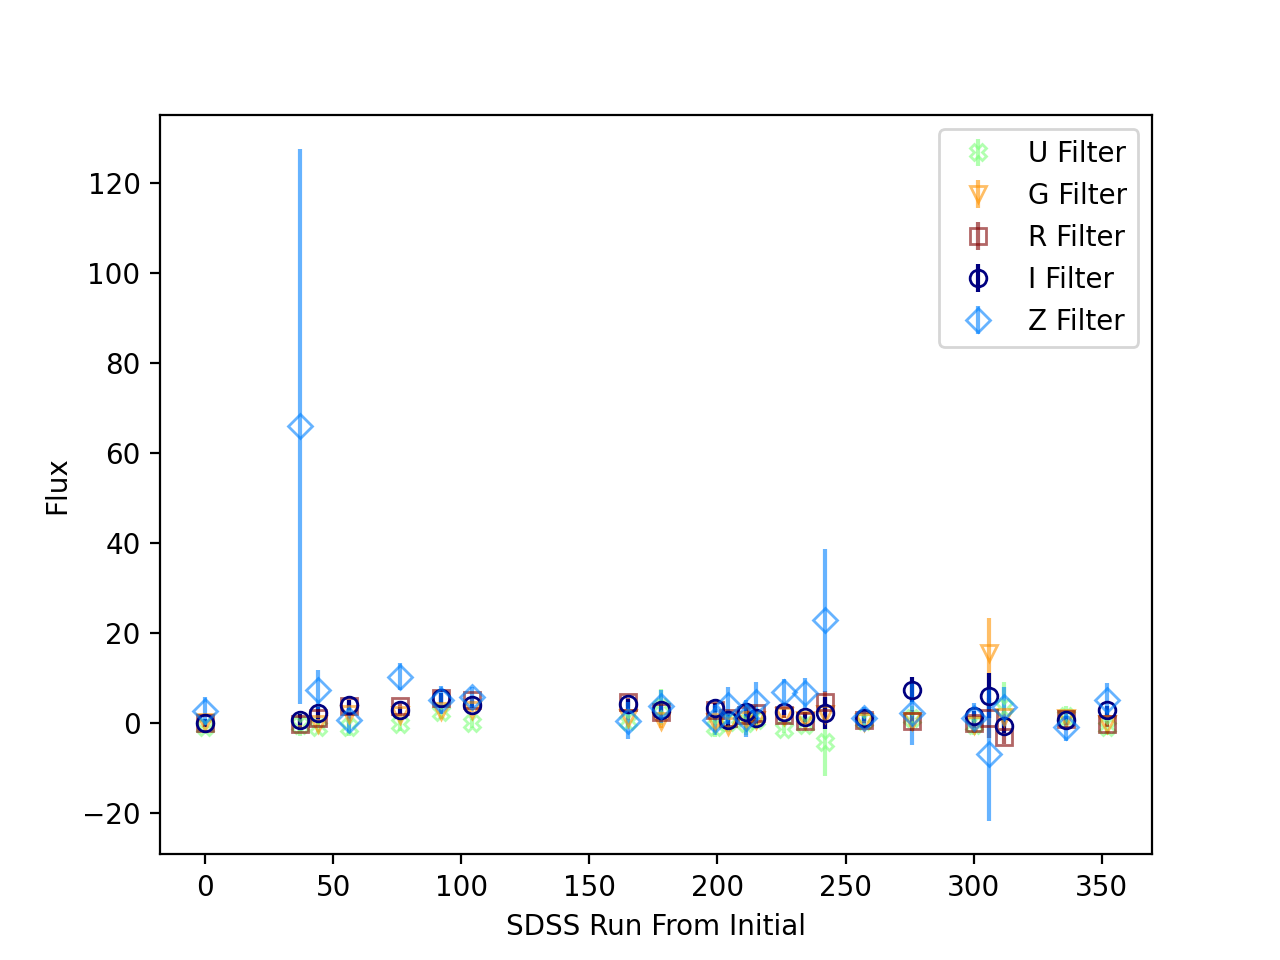 U Filter
G Filter
R Filter
I Filter
Z Filter
120
100
80
60
40
20
0
−20
Flux
0 50 100 150 200 250 300 350
SDSS Run From Initial